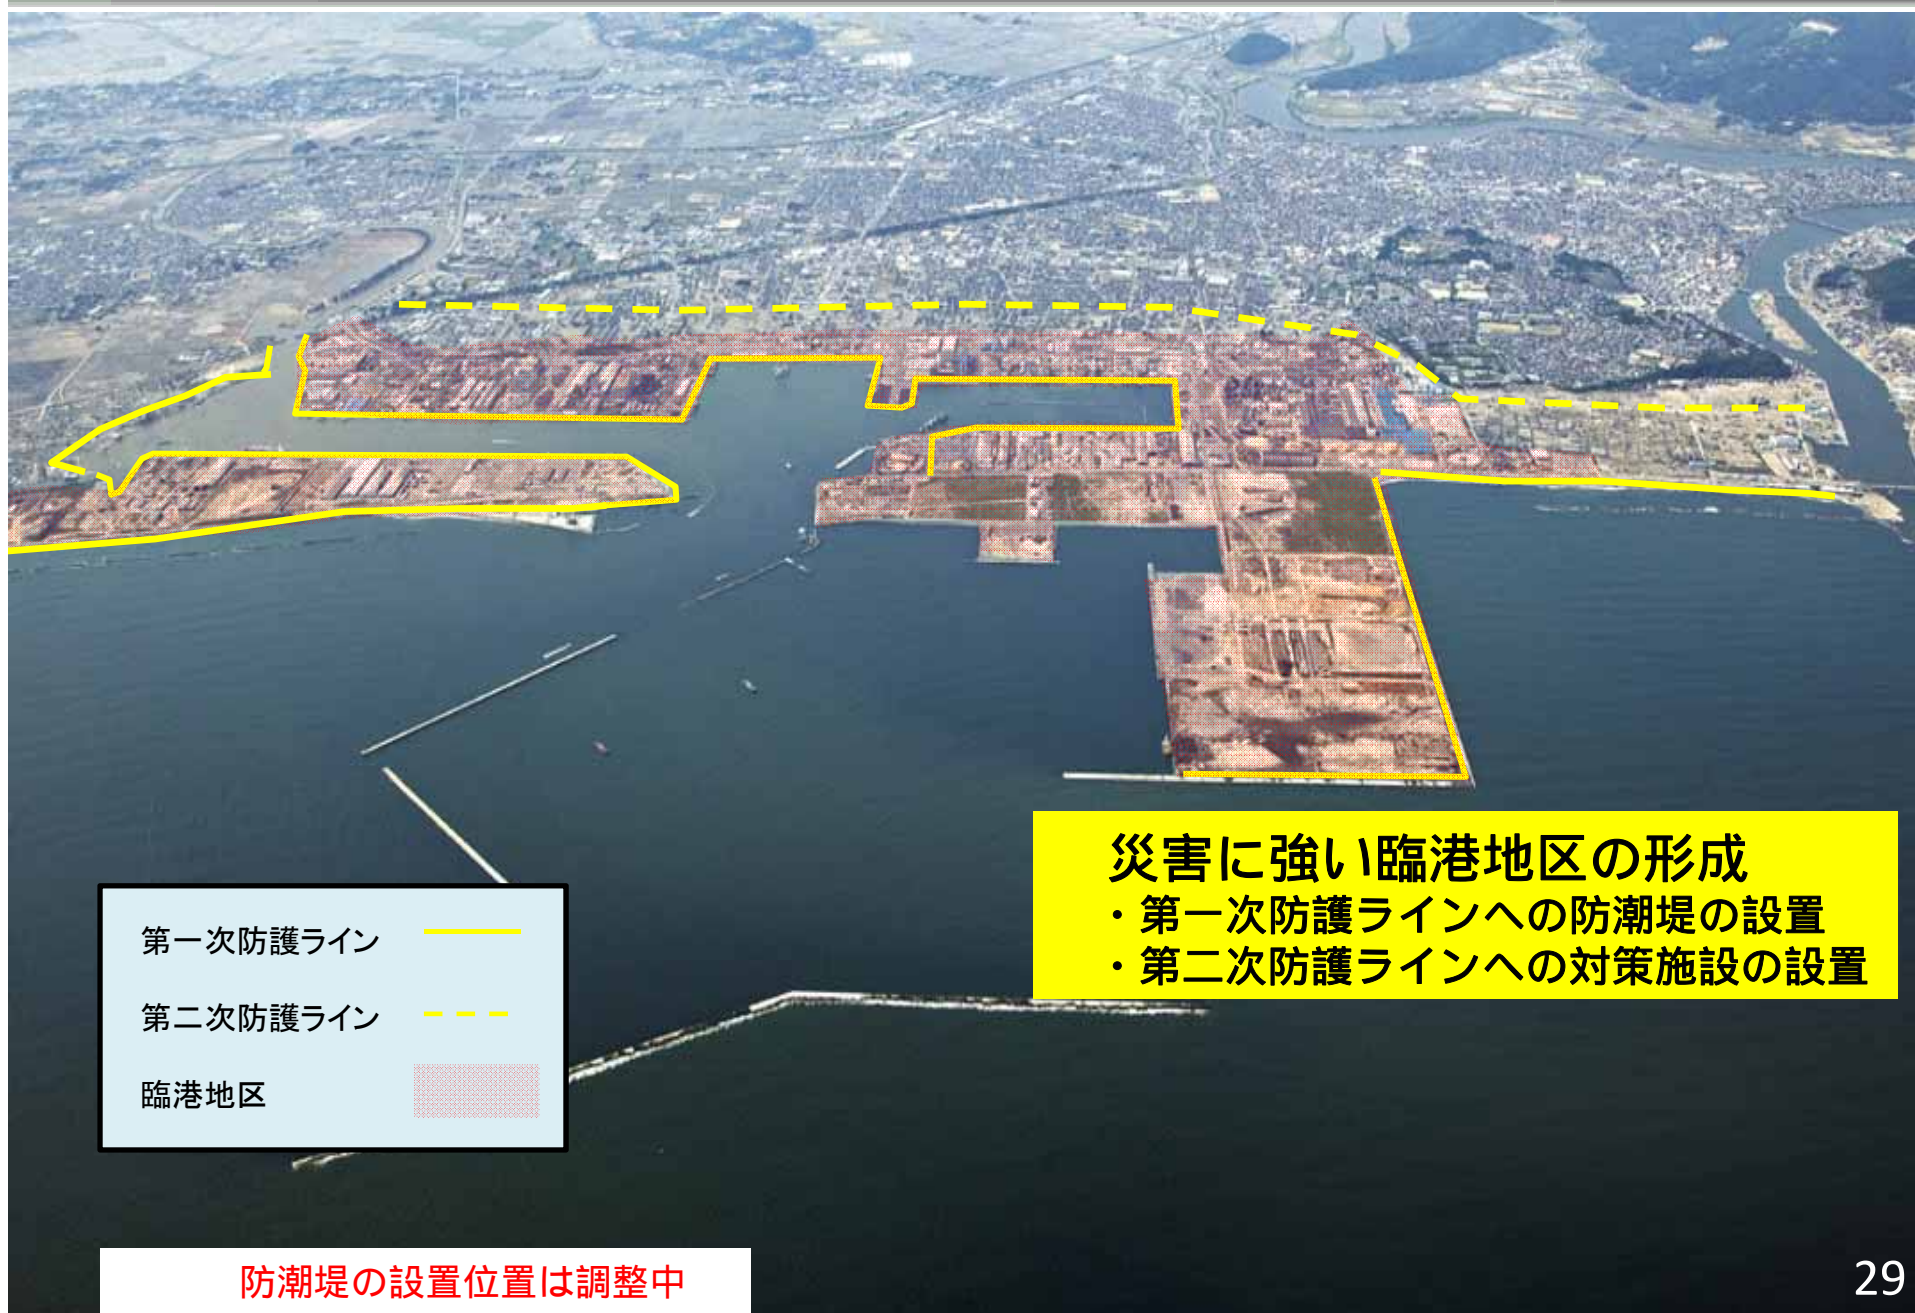 災害に強い臨港地区の形成
・第一次防護ラインへの防潮堤の設置
・第二次防護ラインへの対策施設の設置
第一次防護ライン
第二次防護ライン
臨港地区
防潮堤の設置位置は調整中
29